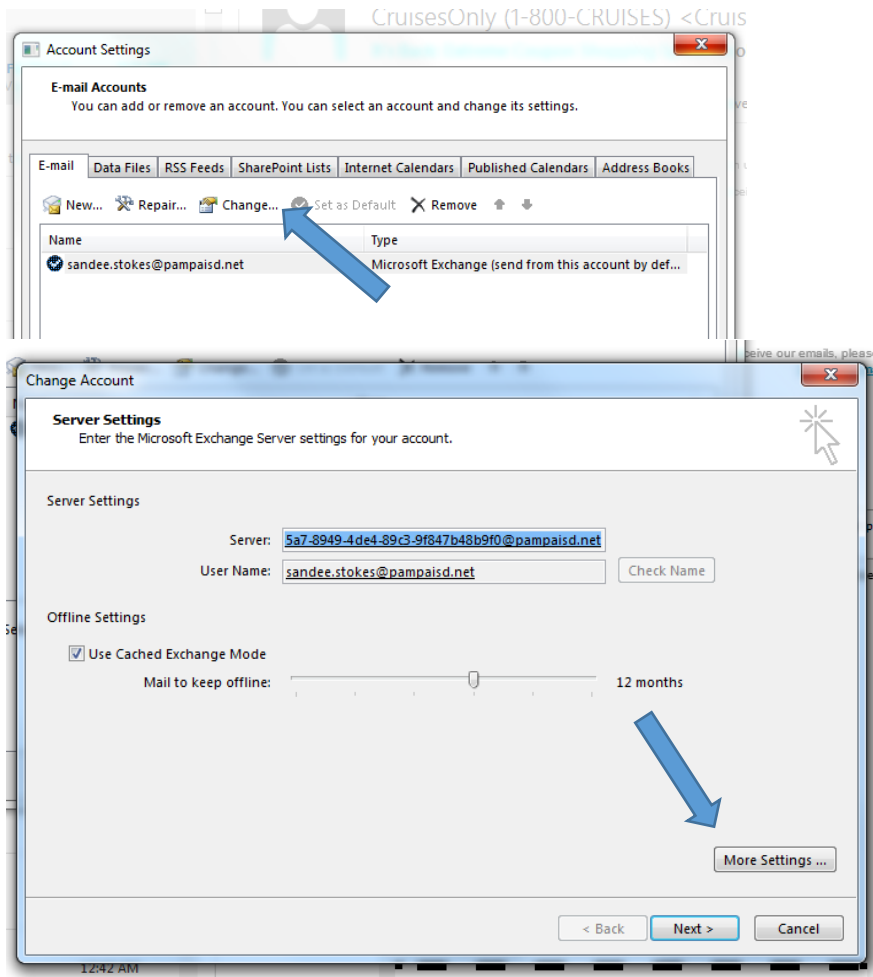 CruisesOnly (1-800-CRUISES) <Cruis
Account Settings
E-mail Accounts
You can add or remove an account. You can select an account and change its settings.
E-mail Data Files RSS Feeds SharePoint Lists Internet Calendars Published Calendars Address Books
New... Repair... Change... Set as Default Remove
Name Type
sandee.stokes@pampaisd.net Microsoft Exchange (send from this account by def...
ceive our emails, pleas
Change Account
Server Settings
Enter the Microsoft Exchange Server settings for your account.
Server Settings
Server: 5a7-8949-4de4-89c3-9f847b48b9f0@pampaisd.net
User Name: sandee.stokes@pampaisd.net Check Name
Offline Settings
Use Cached Exchange Mode
Mail to keep offline: 12 months
More Settings ...
< Back Next > Cancel
12:42 AM